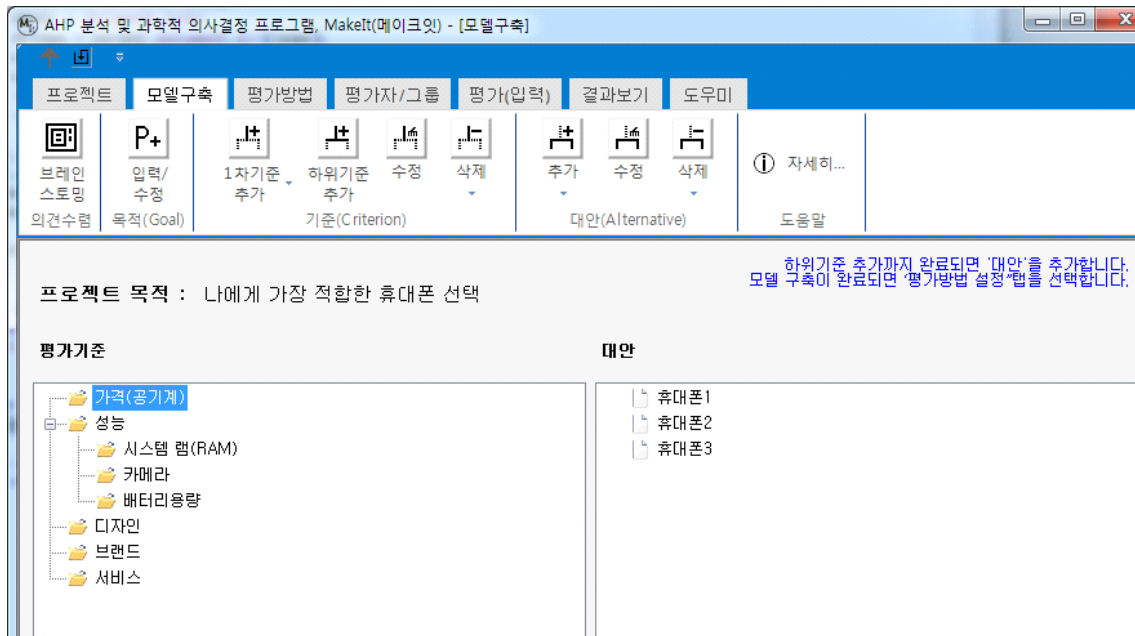 AHP 분석 및 과학적 의사결정 프로그램, MakeIt(메이크잇) - [모델구축]
프로젝트 모델구축 평가방법 평가자/그룹 평가(입력) 결과보기 도우미
P+
브레인 스토밍
입력/ 수정
1차기준 추가
하위기준 추가
수정
삭제
추가
수정
삭제
자세히...
의견수렴 목적(Goal) 기준(Criterion) 대안(Alternative) 도움말
하위기준 추가까지 완료되면 '대안'을 추가합니다.
모델 구축이 완료되면 '평가방법 설정"탭을 선택합니다.
프로젝트 목적 : 나에게 가장 적합한 휴대폰 선택
평가기준
가격(공기계)
성능
시스템 램(RAM)
카메라
배터리용량
디자인
브랜드
서비스
대안
휴대폰1
휴대폰2
휴대폰3